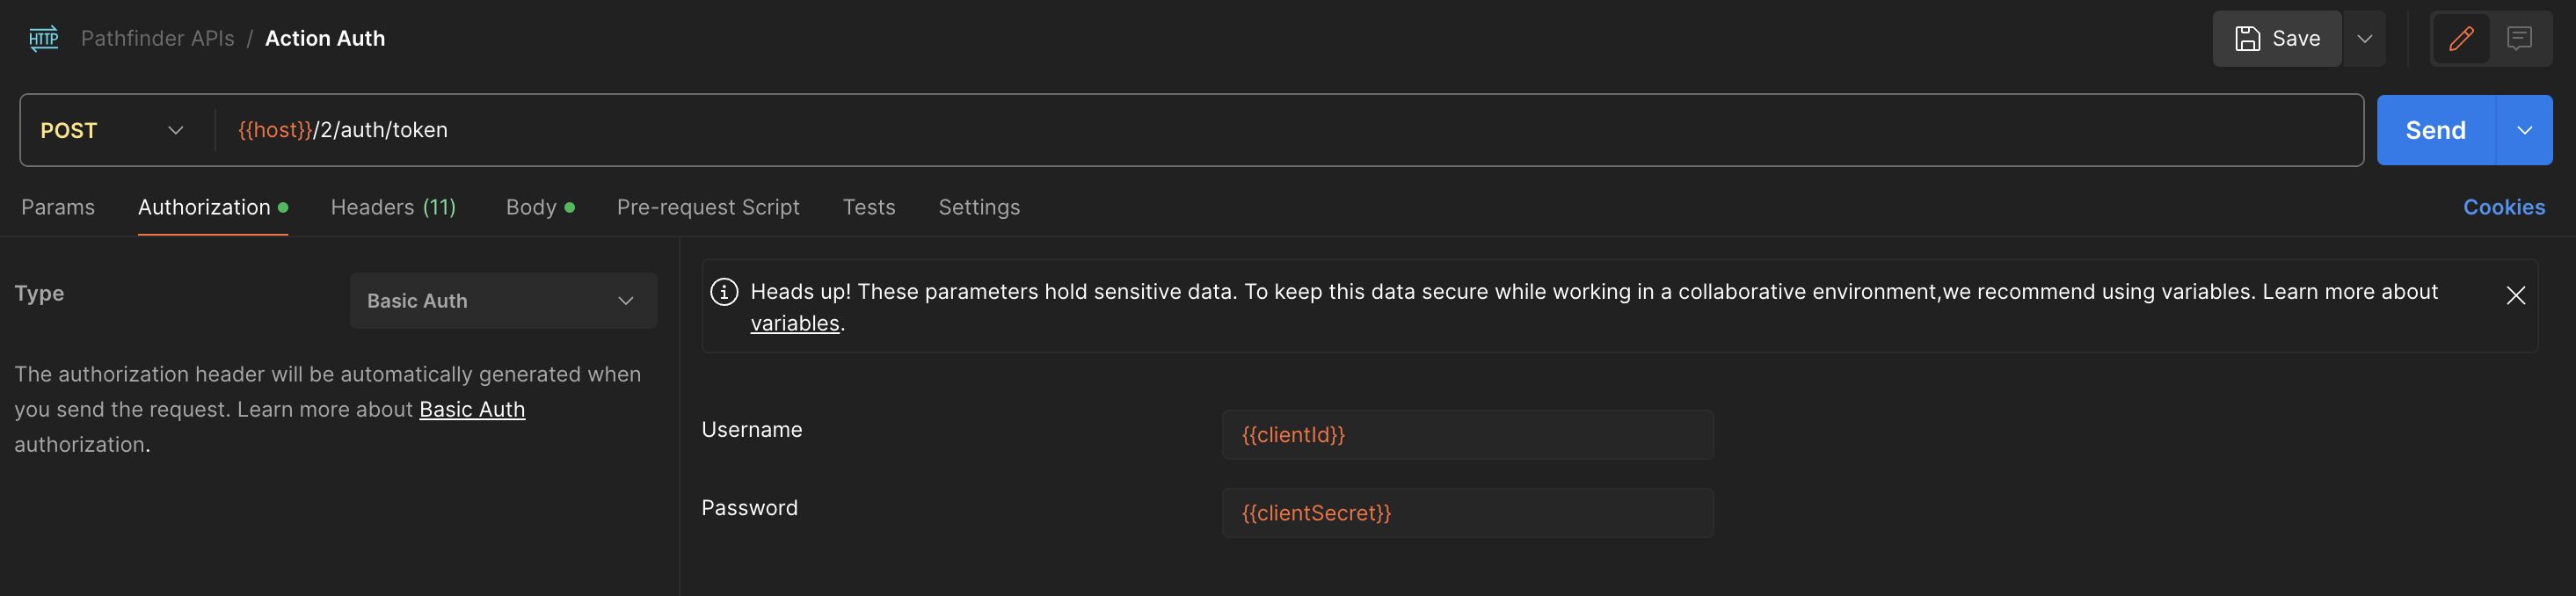 HTTP Pathfinder APIs / Action Auth Save
POST {{host}}/2/auth/token Send
Params Authorization Headers (11) Body Pre-request Script Tests Settings Cookies
Type Basic Auth
The authorization header will be automatically generated when
you send the request. Learn more about Basic Auth
authorization.
Heads up! These parameters hold sensitive data. To keep this data secure while working in a collaborative environment,we recommend using variables. Learn more about
variables.
Username {{clientId}}
Password {{clientSecret}}